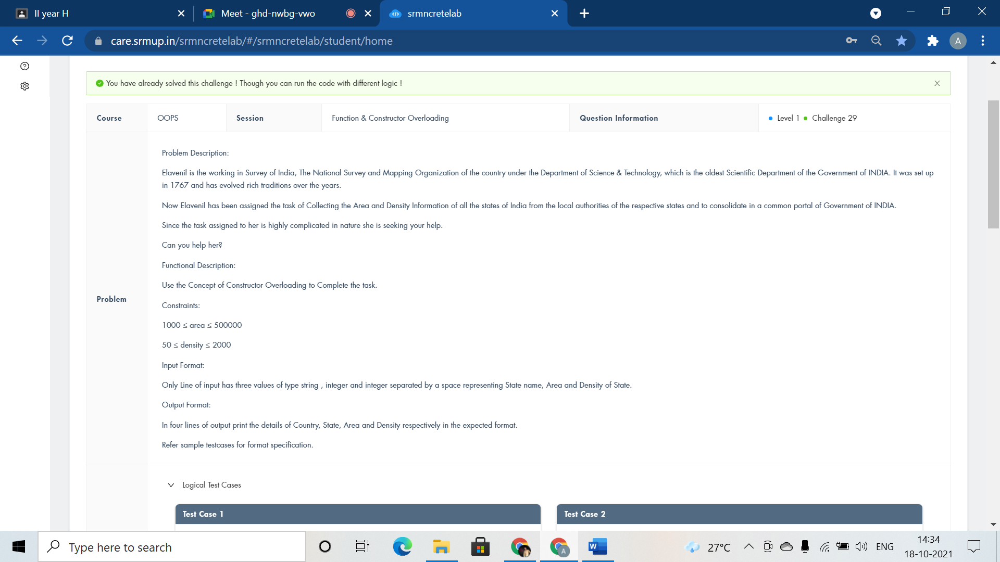 II year H
Meet - ghd-nwbg-vwo
srmncretelab
care.srmup.in/srmncretelab/#/srmncretelab/student/home
A
You have already solved this challenge ! Though you can run the code with different logic !
Course OOPS Session Function & Constructor Overloading Question Information Level 1 Challenge 29
Problem
Problem Description:
Elavenil is the working in Survey of India, The National Survey and Mapping Organization of the country under the Department of Science & Technology, which is the oldest Scientific Department of the Government of INDIA. It was set up
in 1767 and has evolved rich traditions over the years.
Now Elavenil has been assigned the task of Collecting the Area and Density Information of all the states of India from the local authorities of the respective states and to consolidate in a common portal of Government of INDIA.
Since the task assigned to her is highly complicated in nature she is seeking your help.
Can you help her?
Functional Description:
Use the Concept of Constructor Overloading to Complete the task.
Constraints:
1000 ≤ area ≤ 500000
50 ≤ density ≤ 2000
Input Format:
Only Line of input has three values of type string , integer and integer separated by a space representing State name, Area and Density of State.
Output Format:
In four lines of output print the details of Country, State, Area and Density respectively in the expected format.
Refer sample testcases for format specification.
Logical Test Cases
Test Case 1
Test Case 2
Type here to search
W
A
27°C
ENG
14:34
18-10-2021